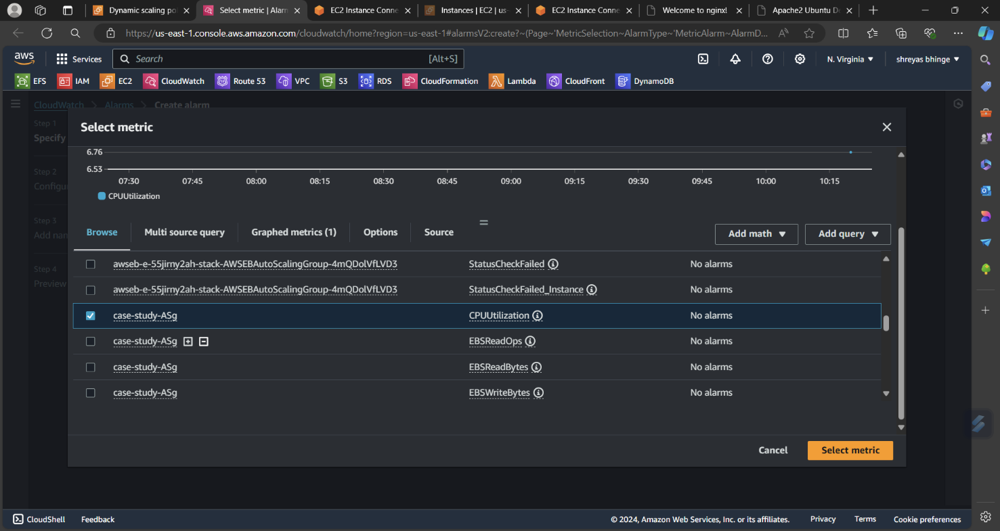 Dynamic scaling po
Select metric | Alarm
EC2 Instance Conne
Instances | EC2 | us-
EC2 Instance Conne
Welcome to nginx!
Apache2 Ubuntu De
https://us-east-1.console.aws.amazon.com/cloudwatch/home?region=us-east-1#alarmsV2:create?~(Page~'MetricSelection~AlarmType~'MetricAlarm~AlarmD...
aws
Services
Search
[Alt+S]
N. Virginia
shreyas bhinge
EFS
IAM
EC2
CloudWatch
Route 53
VPC
S3
RDS
CloudFormation
Lambda
CloudFront
DynamoDB
CloudWatch
Alarms
Create alarm
Step 1
Specify
Step 2
Configu
Step 3
Add nam
Step 4
Preview
Select metric
6.76
6.53
07:30 07:45 08:00 08:15 08:30 08:45 09:00 09:15 09:30 09:45 10:00 10:15
CPUUtilization
Browse
Multi source query
Graphed metrics (1)
Options
Source
Add math
Add query
awseb-e-55jirny2ah-stack-AWSEBAutoScalingGroup-4mQDolVfLVD3 StatusCheckFailed No alarms
awseb-e-55jirny2ah-stack-AWSEBAutoScalingGroup-4mQDolVfLVD3 StatusCheckFailed_Instance No alarms
case-study-ASg CPUUtilization No alarms
case-study-ASg EBSReadOps No alarms
case-study-ASg EBSReadBytes No alarms
case-study-ASg EBSWriteBytes No alarms
Cancel
Select metric
CloudShell
Feedback
© 2024, Amazon Web Services, Inc. or its affiliates.
Privacy
Terms
Cookie preferences